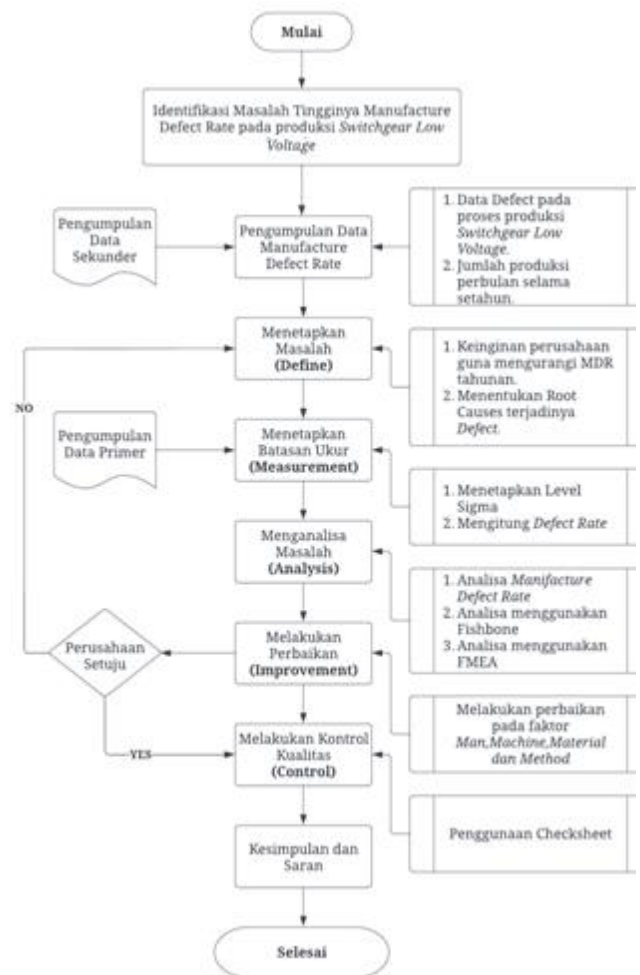 Mulai
Identifikasi Masalah Tingginya Manufacture
Defect Rate pada produksi Switchgear Low
Voltage
Pengumpulan
Data
Sekunder
Pengumpulan Data
Manufacture
Defect Rate
1. Data Defect pada
proses produksi
Switchgear Low
Voltage.
2. Jumlah produksi
perbulan selama
setahun.
Menetapkan
Masalah
(Define)
1. Keinginan perusahaan
guna mengurangi MDR
tahunan.
2. Menentukan Root
Causes terjadinya
Defect.
NO
Pengumpulan
Data Primer
Menetapkan
Batasan Ukur
(Measurement)
1. Menetapkan Level
Sigma
2. Mengitung Defect Rate
Menganalisa
Masalah
(Analysis)
1. Analisa Manifacture
Defect Rate
2. Analisa menggunakan
Fishbone
3. Analisa menggunakan
FMEA
Perusahaan
Setuju
Melakukan
Perbaikan
(Improvement)
Melakukan perbaikan
pada faktor
Man,Machine,Material
dan Method
YES
Melakukan Kontrol
Kualitas
(Control)
Penggunaan Checksheet
Kesimpulan dan
Saran
Selesai